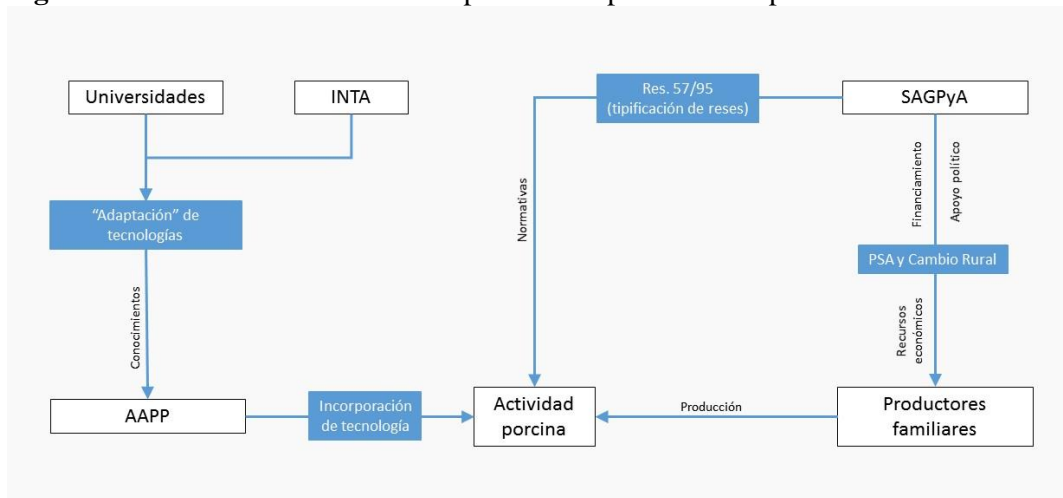 Universidades
INTA
Res. 57/95
(tipificación de reses)
SAGPyA
"Adaptación" de
tecnologías
Normativas
Financiamiento
Apoyo político
PSA y Cambio Rural
Conocimientos
Recursos
económicos
AAPP
Incorporación
de tecnología
Actividad
porcina
Producción
Productores
familiares